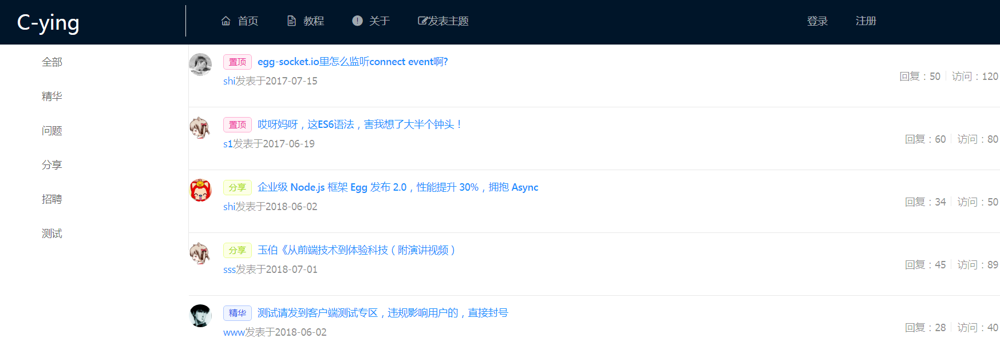 C-ying 首页 教程 关于 发表主题 登录 注册
全部
精华
问题
分享
招聘
测试
置顶 egg-socket.io里怎么监听connect event啊?
shi发表于2017-07-15
回复：50 访问：120
置顶 哎呀妈呀，这ES6语法，害我想了大半个钟头！
s1发表于2017-06-19
回复：60 访问：80
分享 企业级 Node.js 框架 Egg 发布 2.0，性能提升 30%，拥抱 Async
shi发表于2018-06-02
回复：34 访问：50
分享 玉伯《从前端技术到体验科技（附演讲视频）
sss发表于2018-07-01
回复：45 访问：89
精华 测试请发到客户端测试专区，违规影响用户的，直接封号
www发表于2018-06-02
回复：28 访问：40